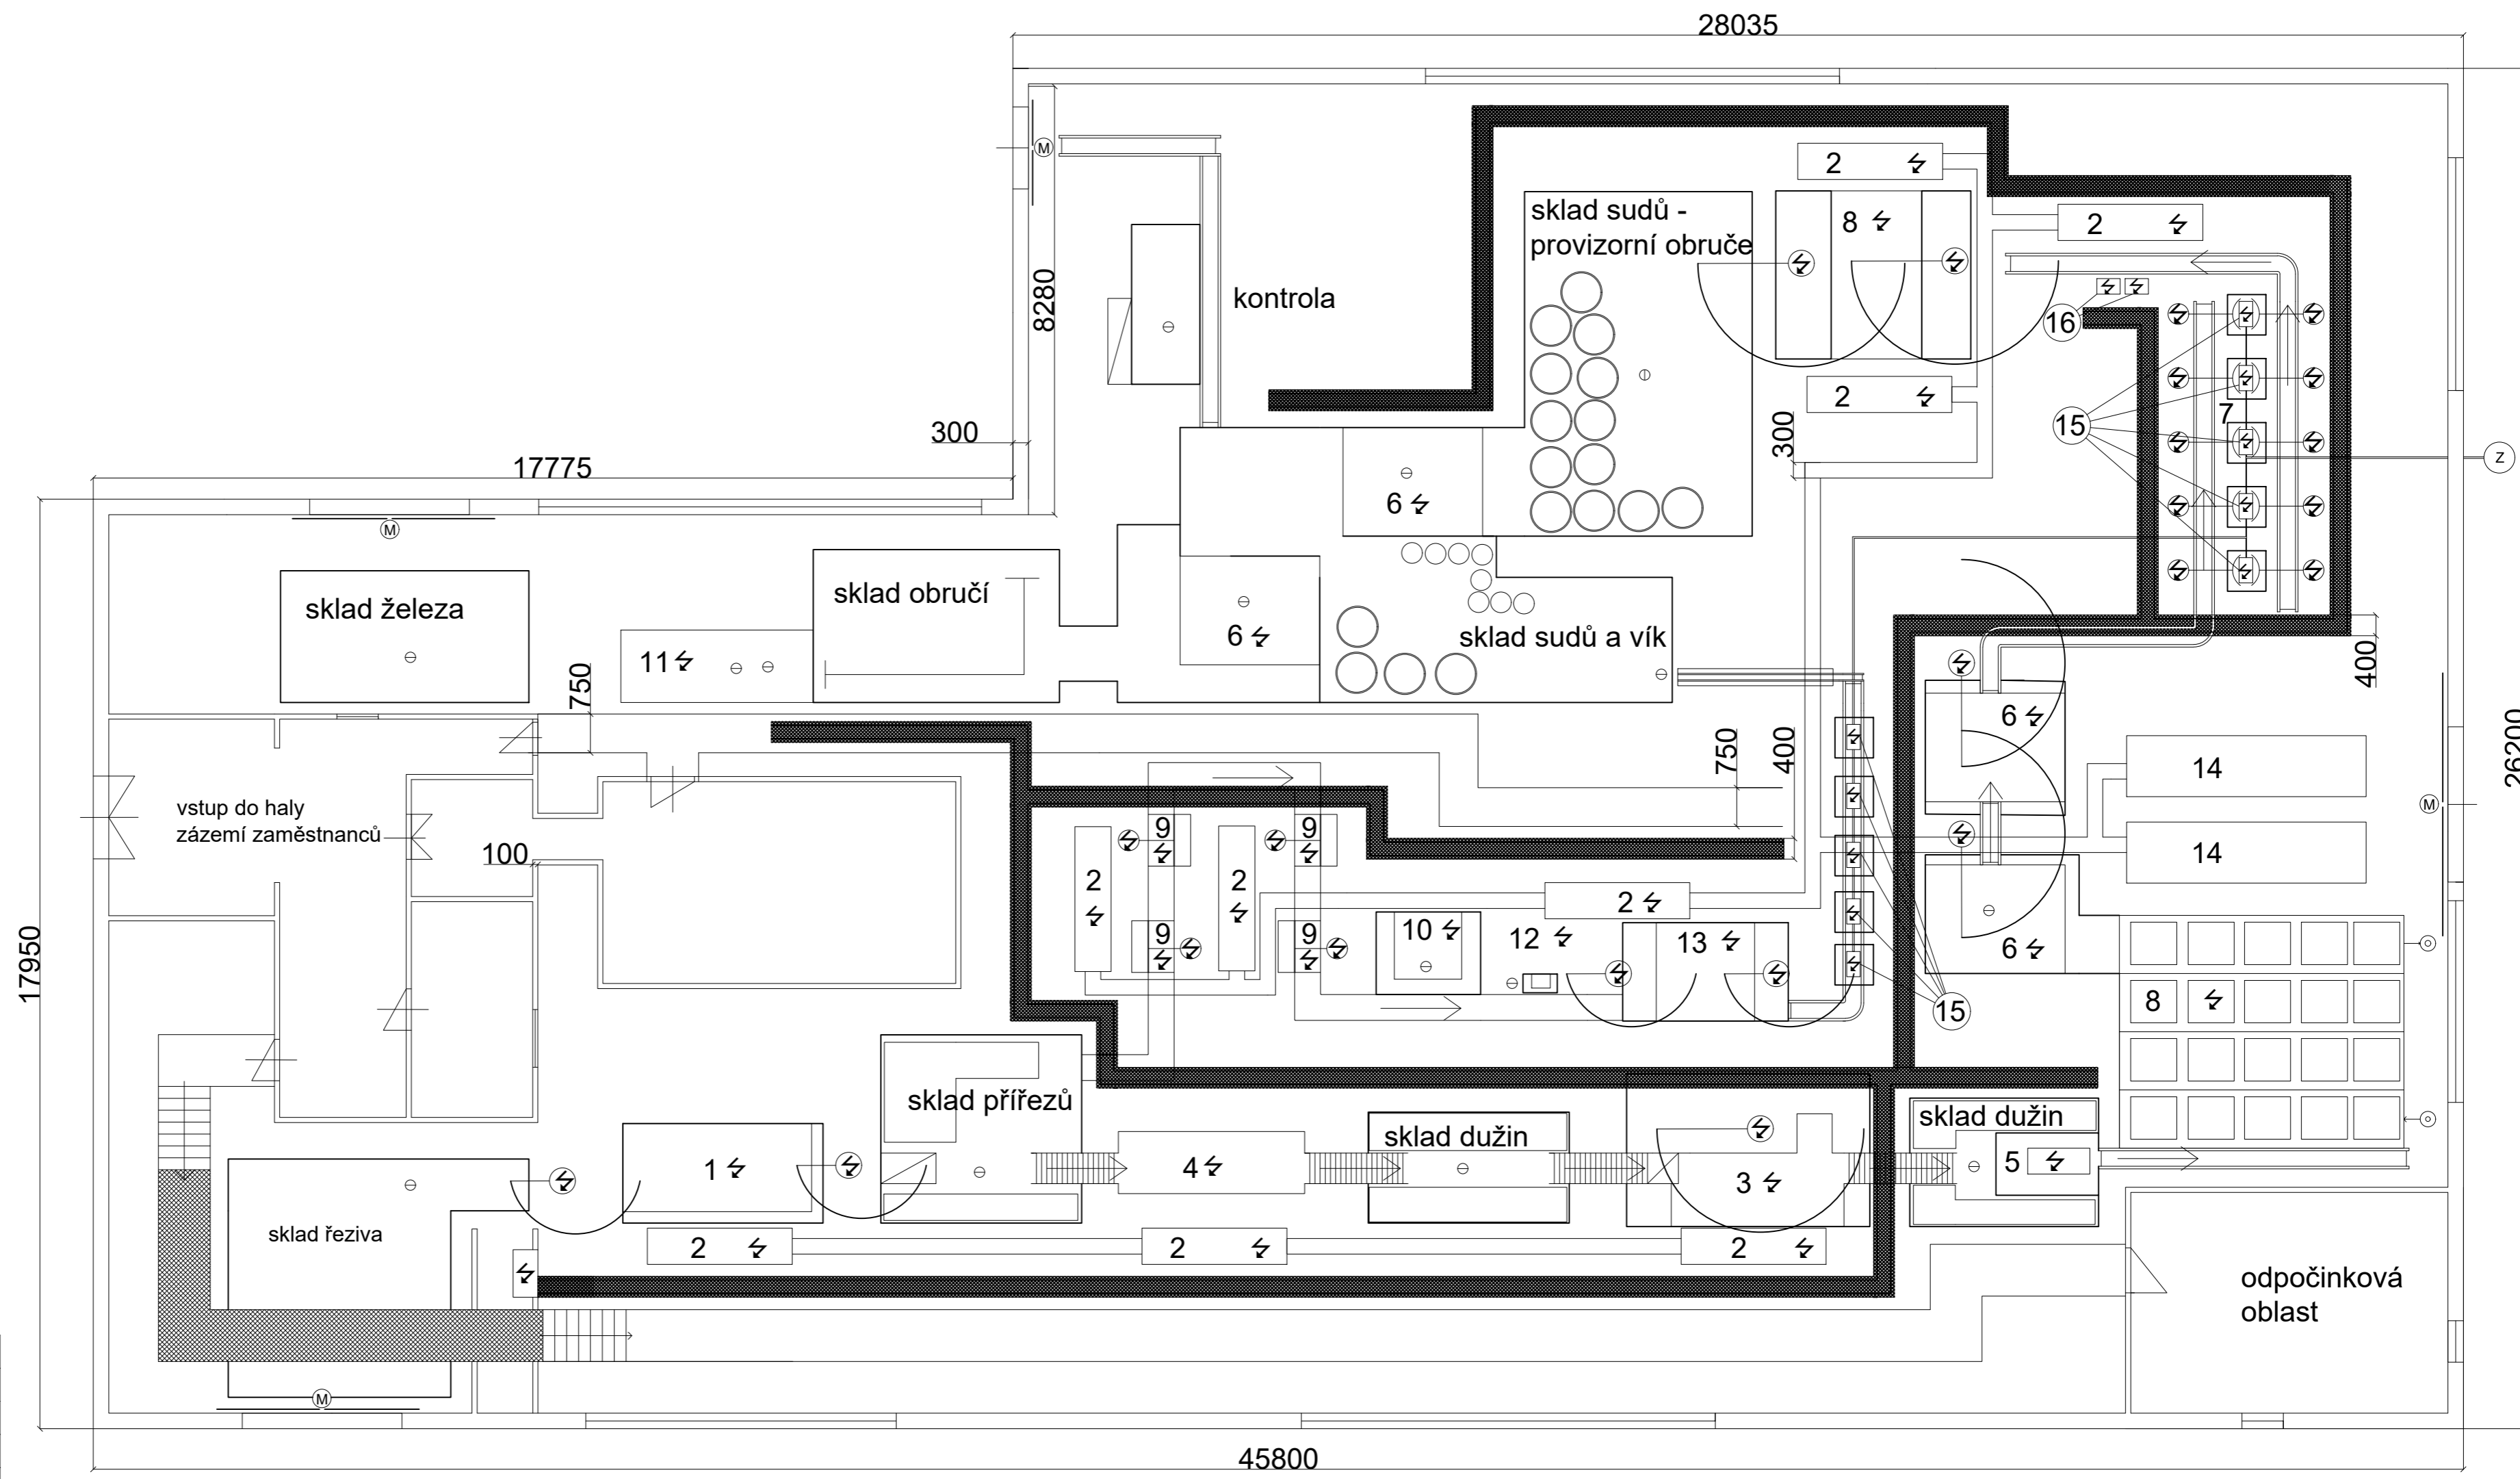 28035
M
2
sklad sudů -
provizorní obruče
8
2
8280
kontrola
16
2
15
7
300
300
Z
17775
6
M
sklad obručí
sklad železa
6
sklad sudů a vík
11
750
400
6
26200
14
750
400
vstup do haly
zázemí zaměstnanců
M
9
9
100
14
2
2
2
10
12
13
9
9
6
17950
8
15
sklad přířezů
sklad dužin
sklad dužin
1
4
3
5
sklad řeziva
2
2
2
odpočinková
oblast
M
45800